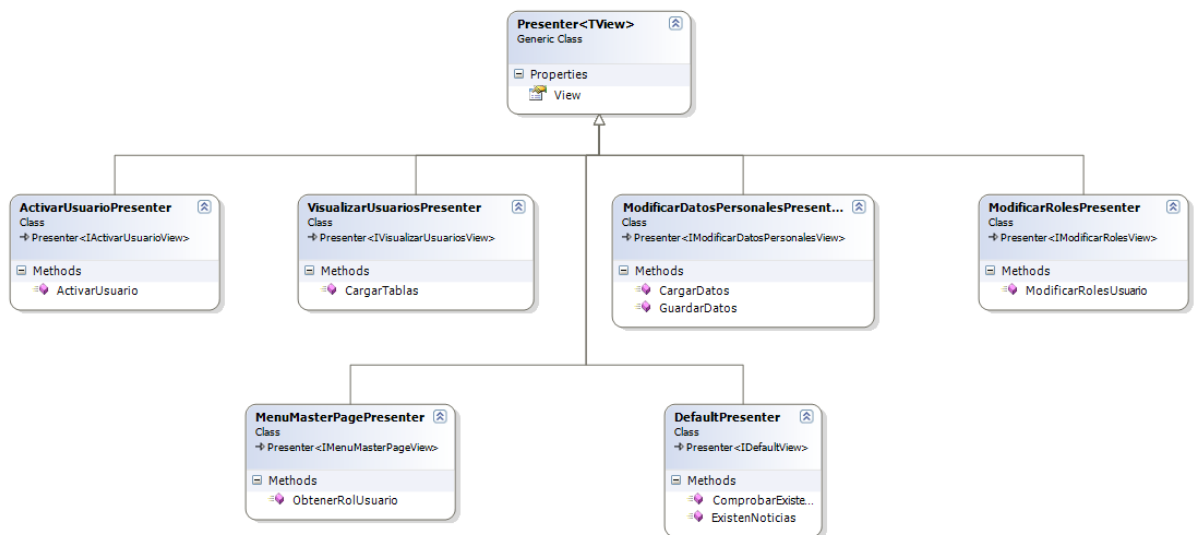 Presenter<TView>
Generic Class
Properties
View
ActivarUsuarioPresenter
Class
Presenter<IActivarUsuarioView>
Methods
ActivarUsuario
VisualizarUsuariosPresenter
Class
Presenter<IVisualizarUsuariosView>
Methods
CargarTablas
ModificarDatosPersonalesPresent...
Class
Presenter<IModificarDatosPersonalesView>
Methods
CargarDatos
GuardarDatos
ModificarRolesPresenter
Class
Presenter<IModificarRolesView>
Methods
ModificarRolesUsuario
MenuMasterPagePresenter
Class
Presenter<IMenuMasterPageView>
Methods
ObtenerRolUsuario
DefaultPresenter
Class
Presenter<IDefaultView>
Methods
ComprobarExiste...
ExistenNoticias